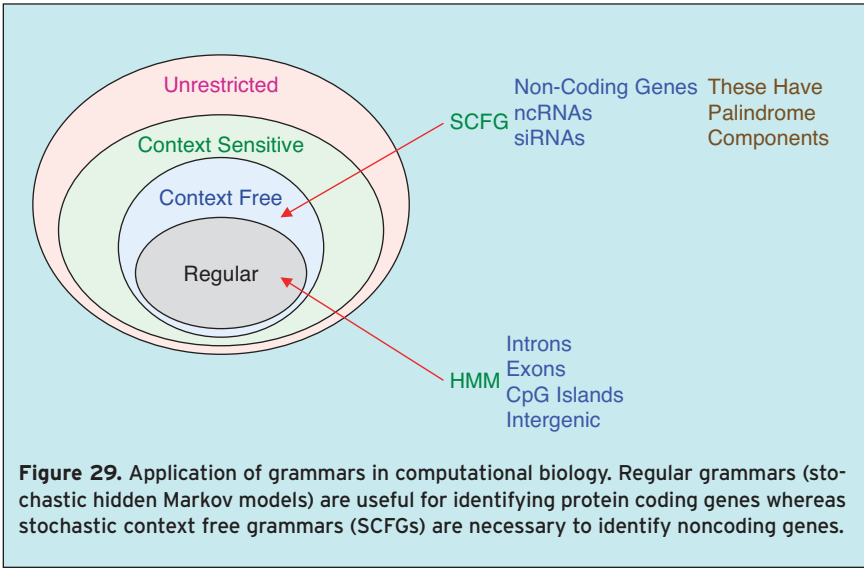 Unrestricted
Context Sensitive
Context Free
Regular
SCFG
Non-Coding Genes
ncRNAs
siRNAs
These Have
Palindrome
Components
HMM
Introns
Exons
CpG Islands
Intergenic
Figure 29. Application of grammars in computational biology. Regular grammars (sto-
chastic hidden Markov models) are useful for identifying protein coding genes whereas
stochastic context free grammars (SCFGs) are necessary to identify noncoding genes.